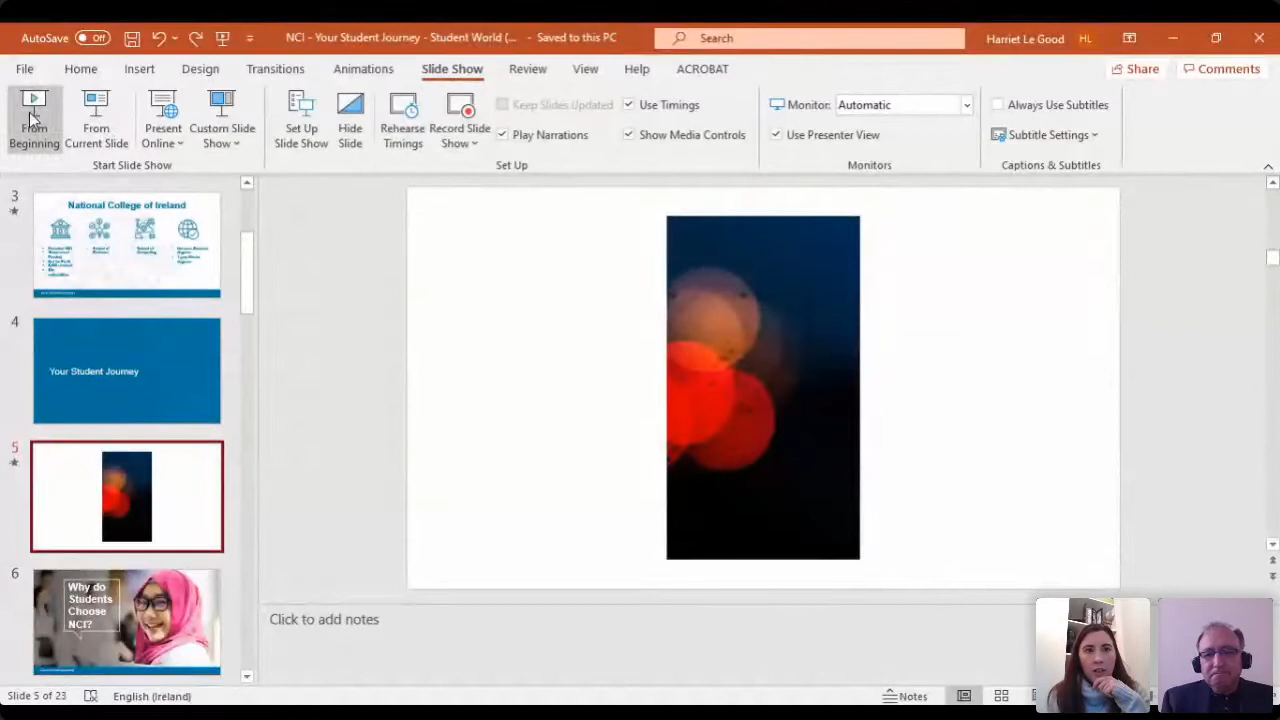 AutoSave Off
NCI - Your Student Journey - Student World (... - Saved to this PC
Search
Harriet Le Good HL
File Home Insert Design Transitions Animations Slide Show Review View Help ACROBAT
Share Comments
From Beginning
From Current Slide
Present Online
Custom Slide Show
Start Slide Show
Set Up Slide Show
Hide Slide
Rehearse Timings
Record Slide Show
Keep Slides Updated
Play Narrations
Use Timings
Show Media Controls
Set Up
Monitor: Automatic
Use Presenter View
Monitors
Always Use Subtitles
Subtitle Settings
Captions & Subtitles
3
National College of Ireland
4
Your Student Journey
5
6
Why do
Students
Choose
NCI?
Click to add notes
Slide 5 of 23 English (Ireland) Notes